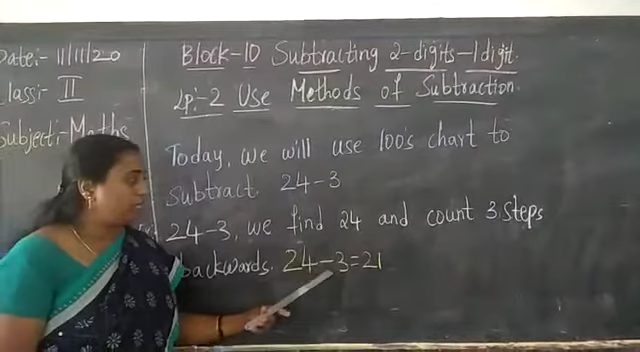 Date:- 11/11/20
Class:- II
Subject:- Maths
Block-10 Subtracting 2-digits-1digit.
Lp:-2 Use Methods of Subtraction.
Today, we will use 100's chart to
subtract 24-3
24-3, we find 24 and count 3 steps
backwards. 24-3=21